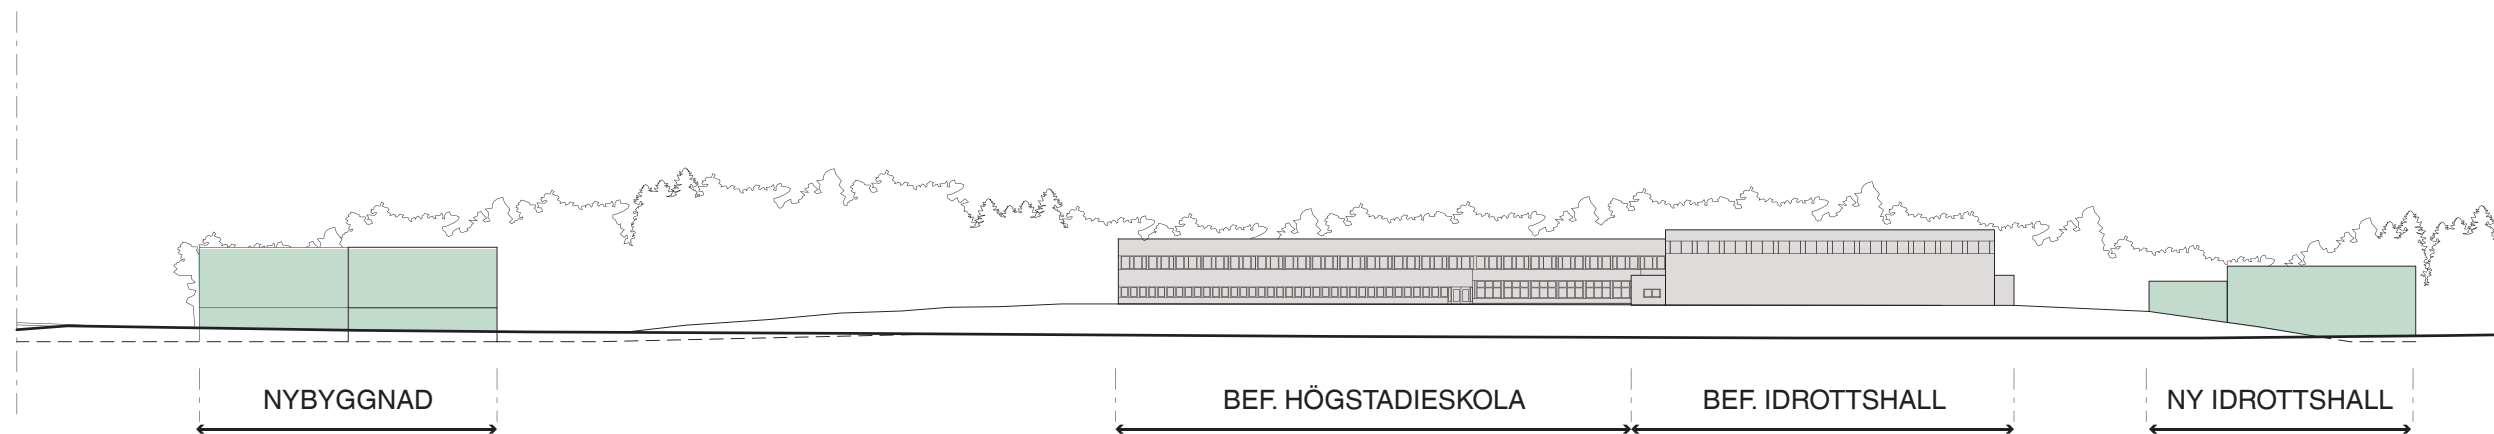 NYBYGGNAD
BEF. HÖGSTADIESKOLA
BEF. IDROTTSHALL
NY IDROTTSHALL